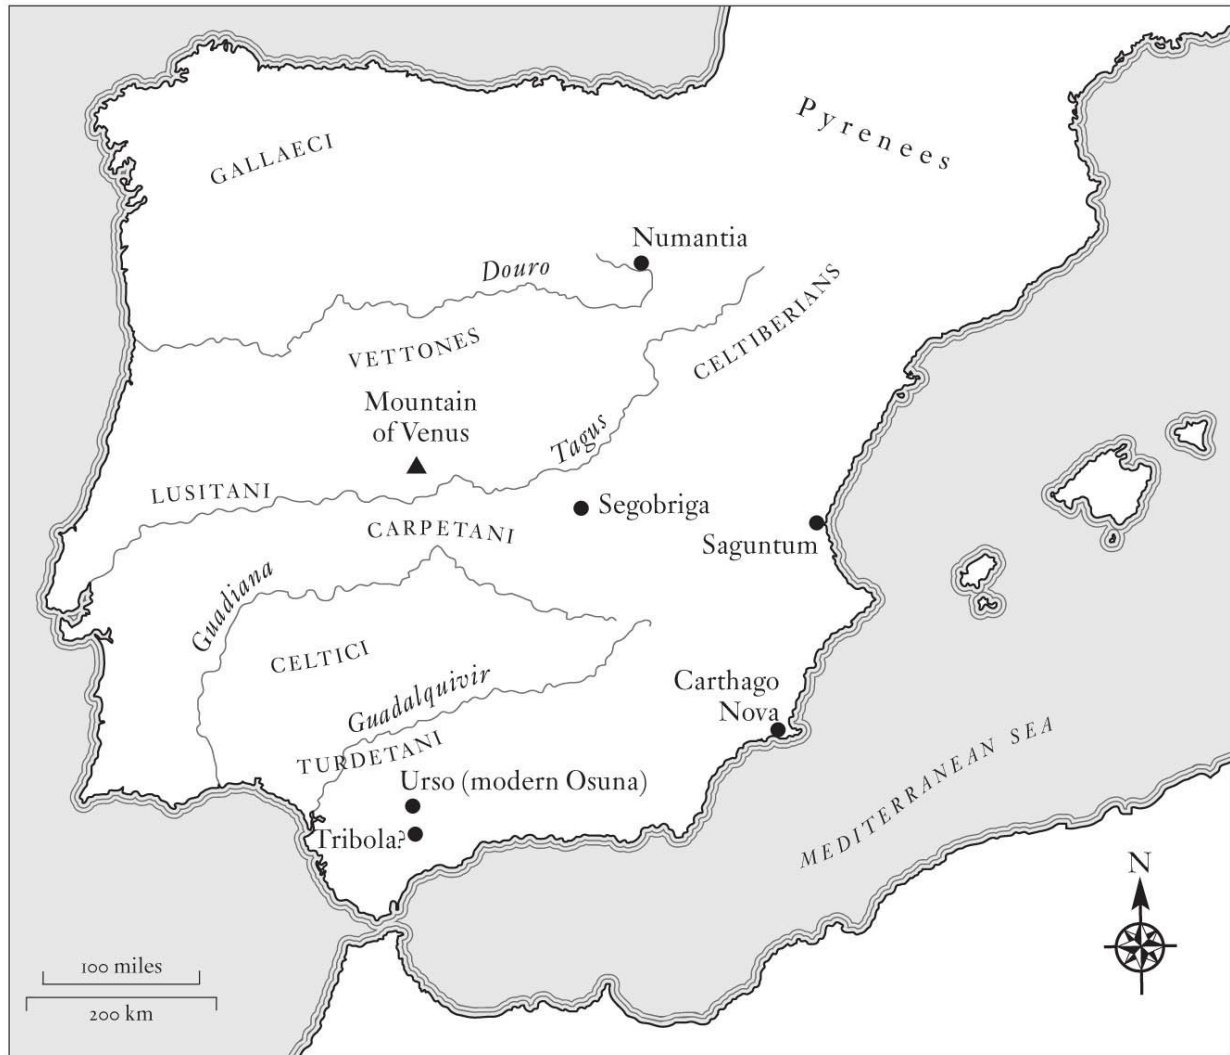 Pyrenees
GALLAECI
Numantia
Douro
CELTIBERIANS
VETTONES
Mountain
of Venus
Tagus
LUSITANI
Segobriga
CARPETANI
Saguntum
Guadiana
CELTICI
Guadalquivir
Carthago
Nova
TURDETANI
Urso (modern Osuna)
Tribola?
MEDITERRANEAN SEA
N
100 miles
200 km